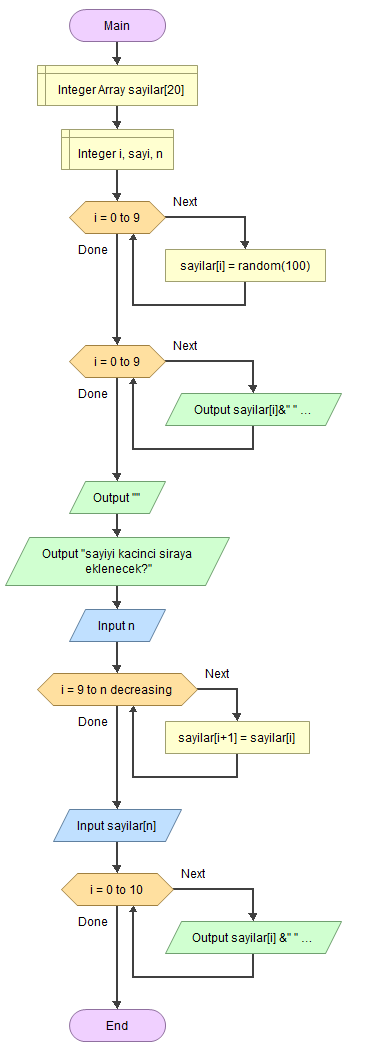 Main
Integer Array sayilar[20]
Integer i, sayi, n
i = 0 to 9
Next
sayilar[i] = random(100)
Done
i = 0 to 9
Next
Done
Output sayilar[i]&" " ...
Output ""
Output "sayiyi kacinci siraya
eklenecek?"
Input n
i = 9 to n decreasing
Next
Done
sayilar[i+1] = sayilar[i]
Input sayilar[n]
i = 0 to 10
Next
Done
Output sayilar[i] &" " ...
End